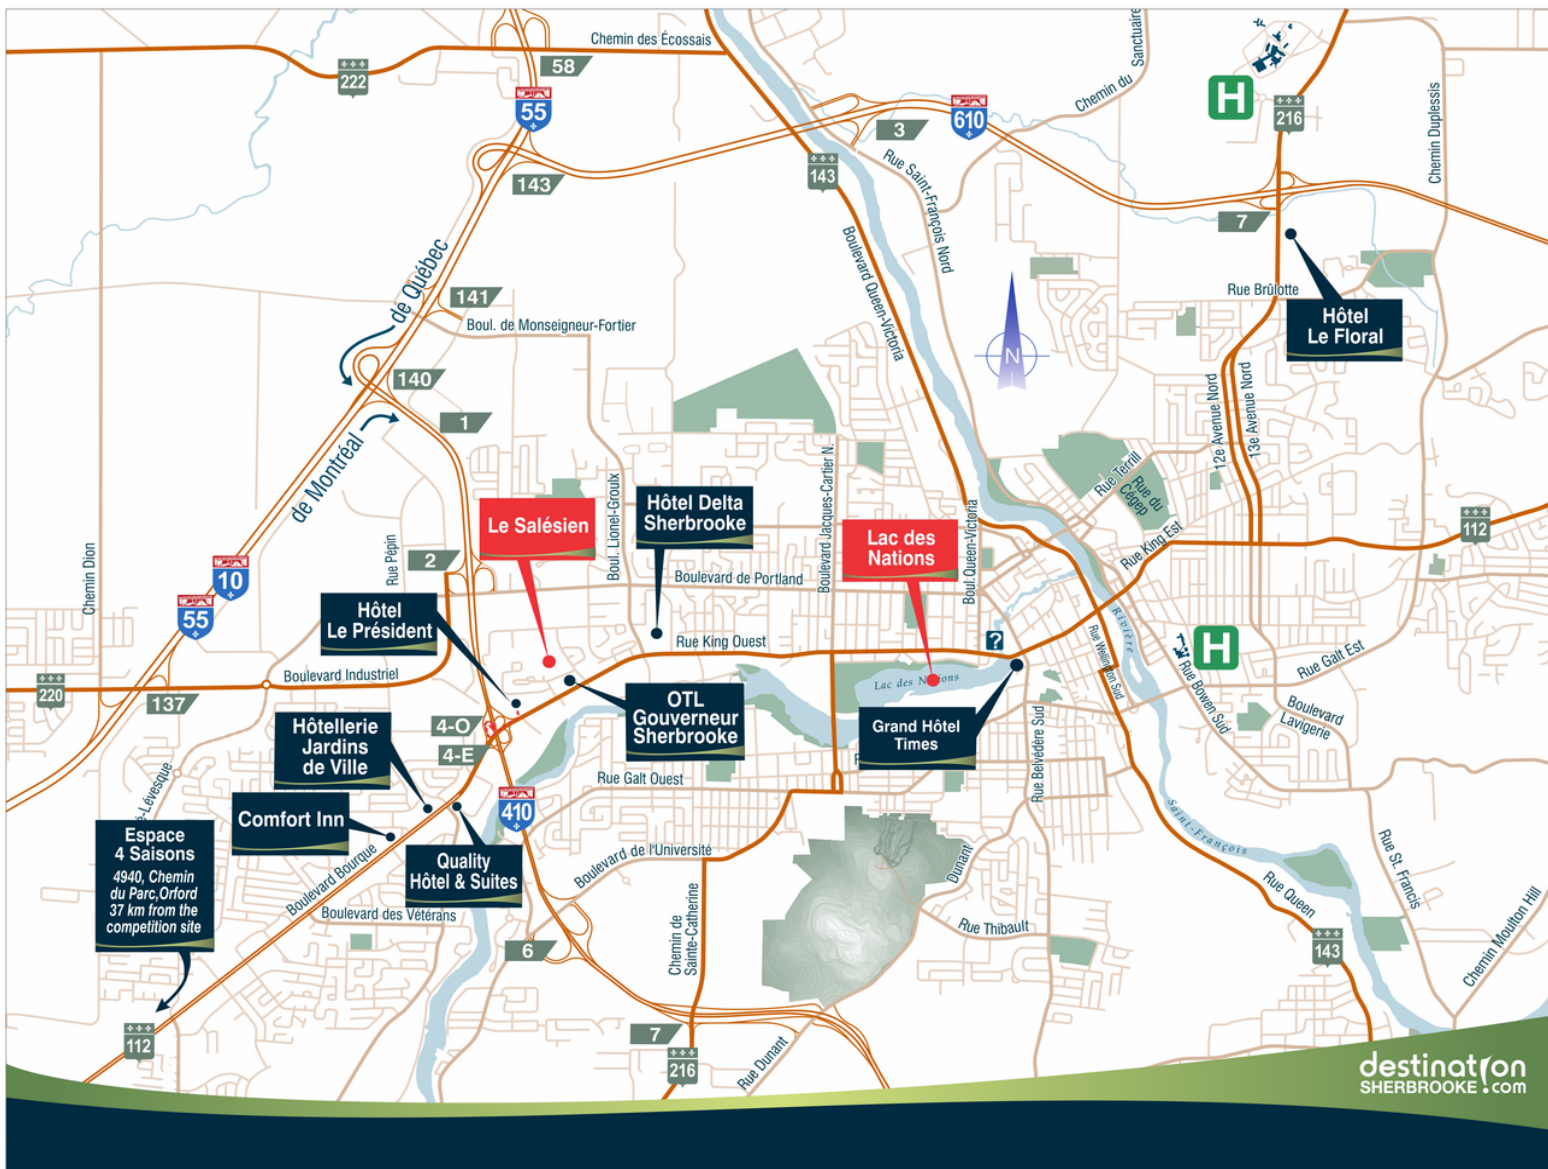 Chemin des Écossais
58
222
55
143
3
610
Chemin du
Sanctuaire
H
216
Chemin Duplessis
143
Rue Saint-François Nord
7
Boulevard Queen-Victoria
Rue Brûlotte
Hôtel
Le Floral
de Québec
141
Boul. de Monseigneur-Fortier
N
140
1
de Montréal
12e Avenue Nord
13e Avenue Nord
Rue Terrill
Rue du
Cégep
Rue King Est
112
Chemin Dion
10
55
Rue Pépin
2
Le Salésien
Boul. Lionel-Groulx
Hôtel Delta
Sherbrooke
Boulevard de Portland
Boulevard Jacques-Cartier N.
Lac des
Nations
Boul. Queen-Victoria
Hôtel
Le Président
Rue King Ouest
?
Rivière
Rue Wellington Sud
H
Rue Bowen Sud
Rue Galt Est
Boulevard
Lavigerie
220
137
Boulevard Industriel
4-O
4-E
OTL
Gouverneur
Sherbrooke
Lac des Nations
Grand Hôtel
Times
Rue Belvédère Sud
Hôtellerie
Jardins
de Ville
Comfort Inn
410
Rue Galt Ouest
Quality
Hôtel & Suites
Espace
4 Saisons
4940, Chemin
du Parc,Orford
37 km from the
competition site
é-Lévesque
Boulevard Bourque
Boulevard des Vétérans
Boulevard de l'Université
6
Chemin de
Sainte-Catherine
Dunant
Rue Thibault
Saint-François
Rue Queen
Rue St. Francis
143
Chemin Moulton Hill
112
7
216
Rue Dunant
destination
SHERBROOKE.com